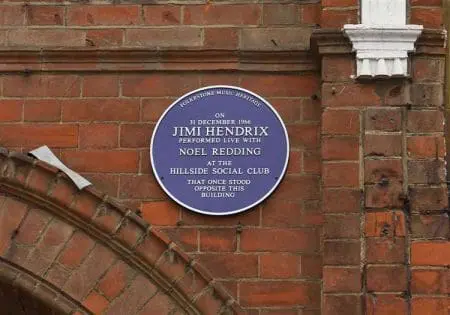 FOLKESTONE MUSIC HERITAGE
ON
31 DECEMBER 1966
JIMI HENDRIX
PERFORMED LIVE WITH
NOEL REDDING
AT THE
HILLSIDE SOCIAL CLUB
THAT ONCE STOOD
OPPOSITE THIS
BUILDING